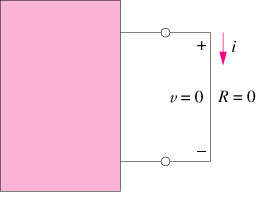 +
i
v = 0 R = 0
−